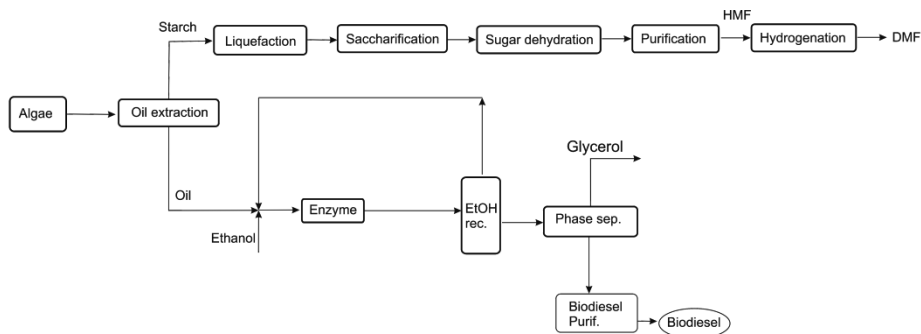 Starch
Liquefaction
Saccharification
Sugar dehydration
Purification
HMF
Hydrogenation
DMF
Algae
Oil extraction
Oil
Ethanol
Enzyme
EtOH
rec.
Glycerol
Phase sep.
Biodiesel
Purif.
Biodiesel